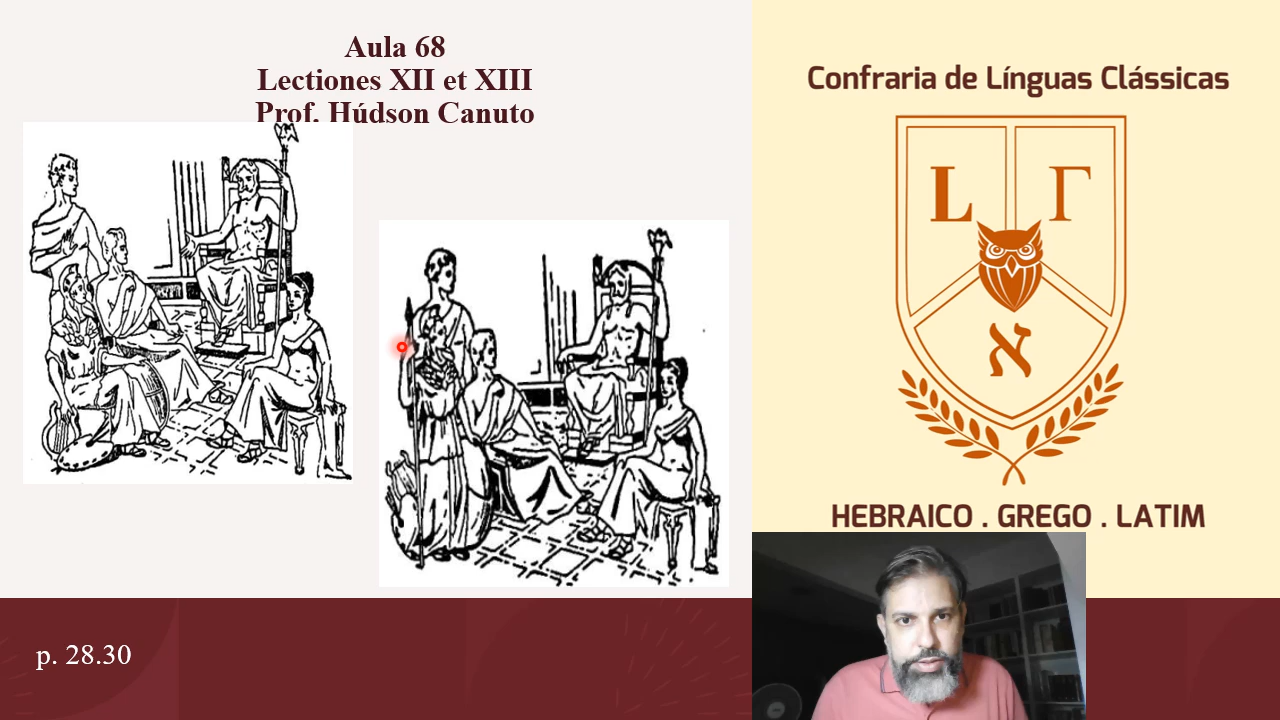 Aula 68
Lectiones XII et XIII
Prof. Húdson Canuto
Confraria de Línguas Clássicas
L Γ
א
HEBRAICO . GREGO . LATIM
p. 28.30